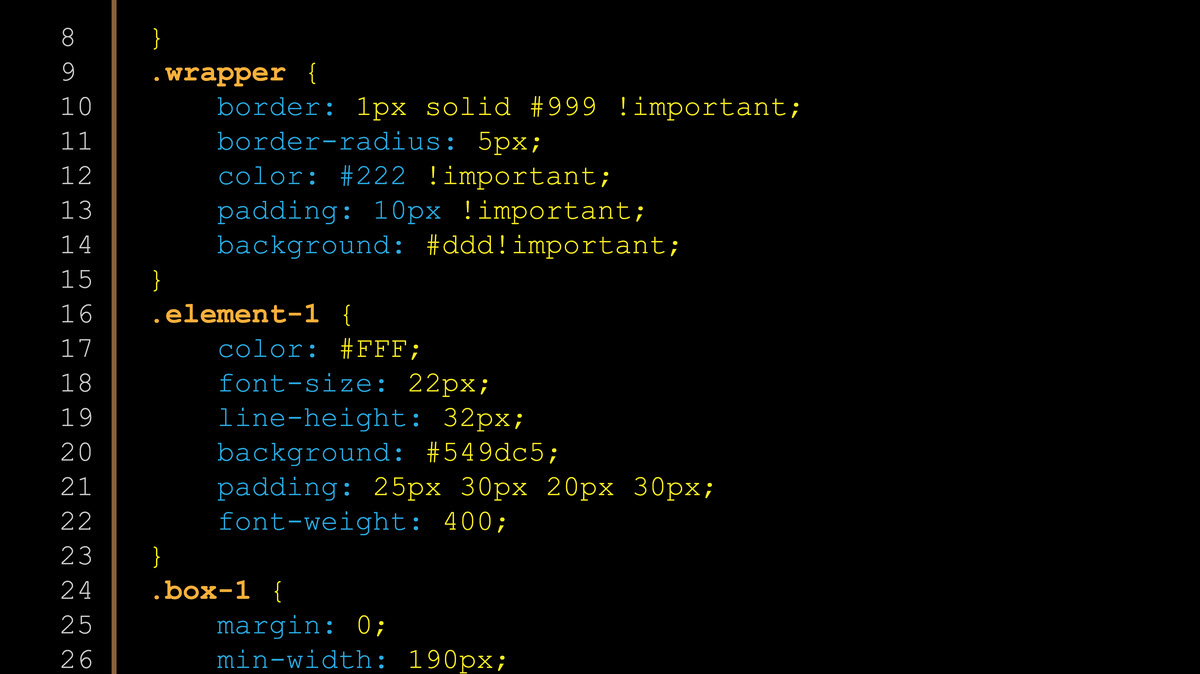 8 }
9 .wrapper {
10 border: 1px solid #999 !important;
11 border-radius: 5px;
12 color: #222 !important;
13 padding: 10px !important;
14 background: #ddd!important;
15 }
16 .element-1 {
17 color: #FFF;
18 font-size: 22px;
19 line-height: 32px;
20 background: #549dc5;
21 padding: 25px 30px 20px 30px;
22 font-weight: 400;
23 }
24 .box-1 {
25 margin: 0;
26 min-width: 190px;